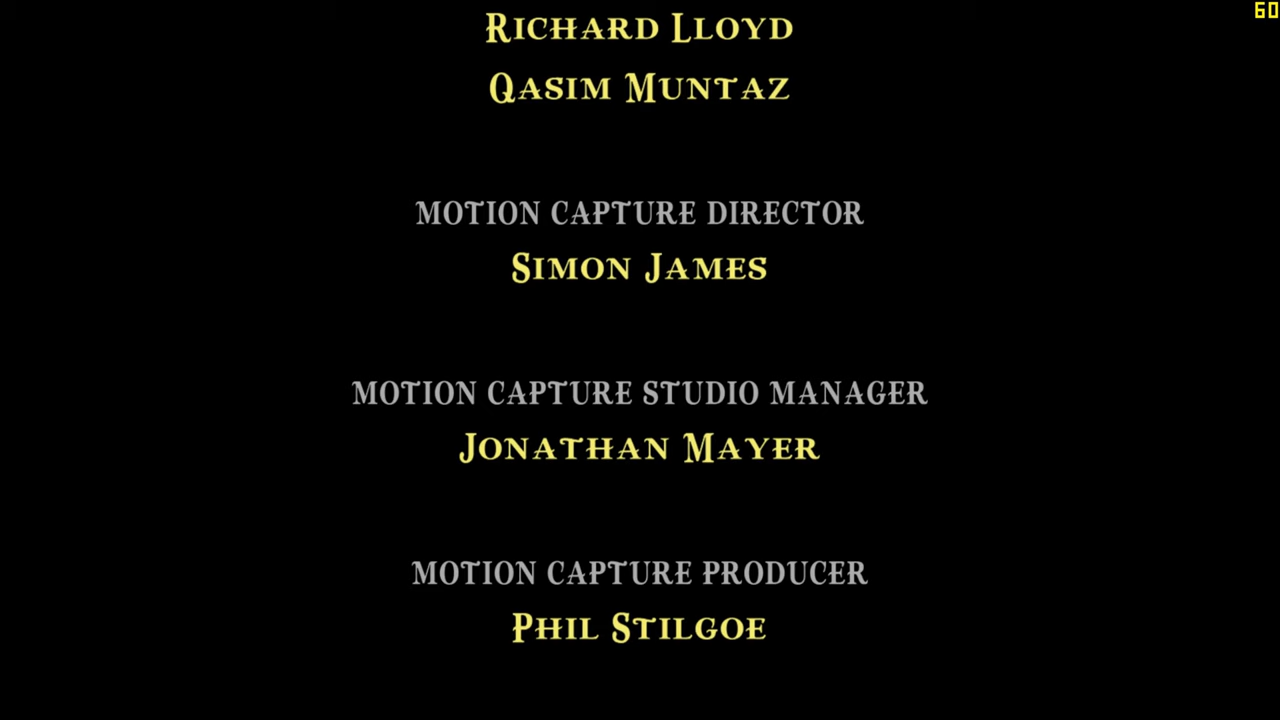 60
Richard Lloyd
Qasim Muntaz
MOTION CAPTURE DIRECTOR
Simon James
MOTION CAPTURE STUDIO MANAGER
Jonathan Mayer
MOTION CAPTURE PRODUCER
Phil Stilgoe